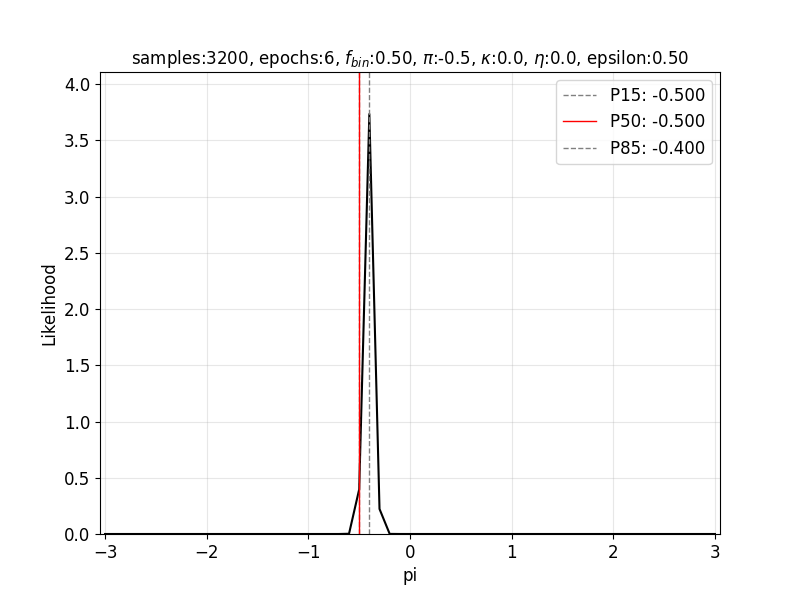 samples:3200, epochs:6, $f_{bin}$:0.50, π:-0.5, κ:0.0, η:0.0, epsilon:0.50
P15: -0.500
P50: -0.500
P85: -0.400
4.0
3.5
3.0
2.5
2.0
1.5
1.0
0.5
0.0
Likelihood
−3 −2 −1 0 1 2 3
pi